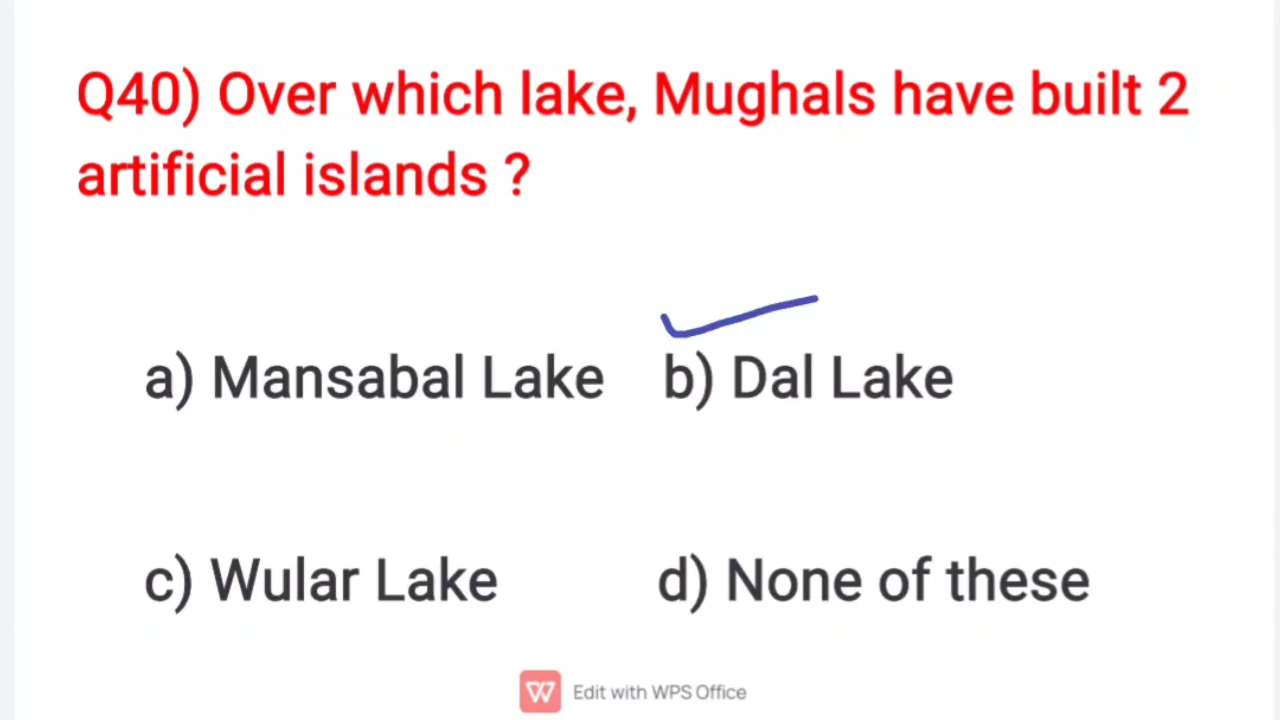 Q40) Over which lake, Mughals have built 2
artificial islands ?
a) Mansabal Lake b) Dal Lake
c) Wular Lake d) None of these
Edit with WPS Office